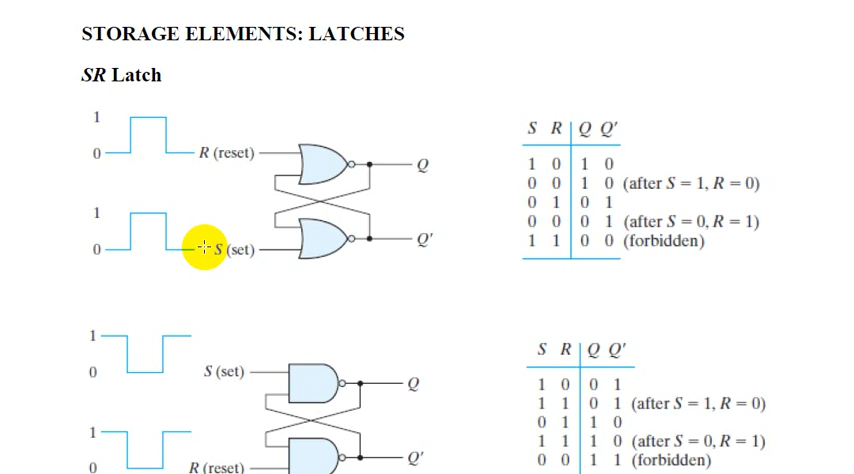 STORAGE ELEMENTS: LATCHES
SR Latch
1
0
R (reset)
Q
1
0
S (set)
Q'
S R Q Q'
1 0 1 0
0 0 1 0 (after S = 1, R = 0)
0 1 0 1
0 0 0 1 (after S = 0, R = 1)
1 1 0 0 (forbidden)
1
0
S (set)
Q
1
0
R (reset)
Q'
S R Q Q'
1 0 0 1
1 1 0 1 (after S = 1, R = 0)
0 1 1 0
1 1 1 0 (after S = 0, R = 1)
0 0 1 1 (forbidden)